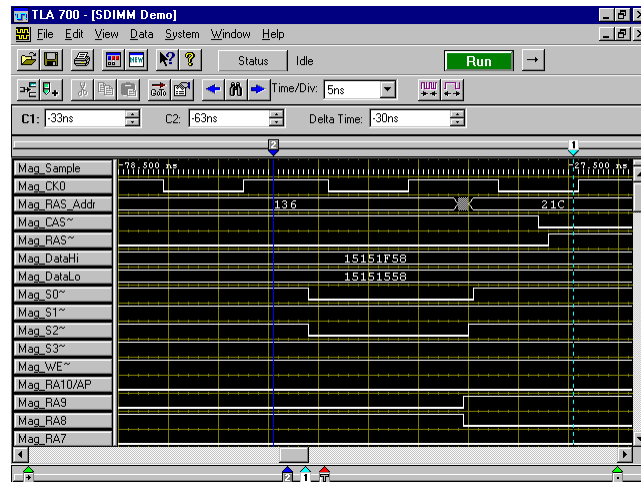 TLA 700 - [SDIMM Demo]
File Edit View Data System Window Help
NEW Status Idle Run
Goto Time/Div: 5ns
C1: -33ns C2: -63ns Delta Time: -30ns
2 1
Mag_Sample -78.500 ns -27.500 ns
Mag_CK0
Mag_RAS_Addr 136 21C
Mag_CAS~
Mag_RAS~
Mag_DataHi 15151F58
Mag_DataLo 15151558
Mag_S0~
Mag_S1~
Mag_S2~
Mag_S3~
Mag_WE~
Mag_RA10/AP
Mag_RA9
Mag_RA8
Mag_RA7
2 1 T